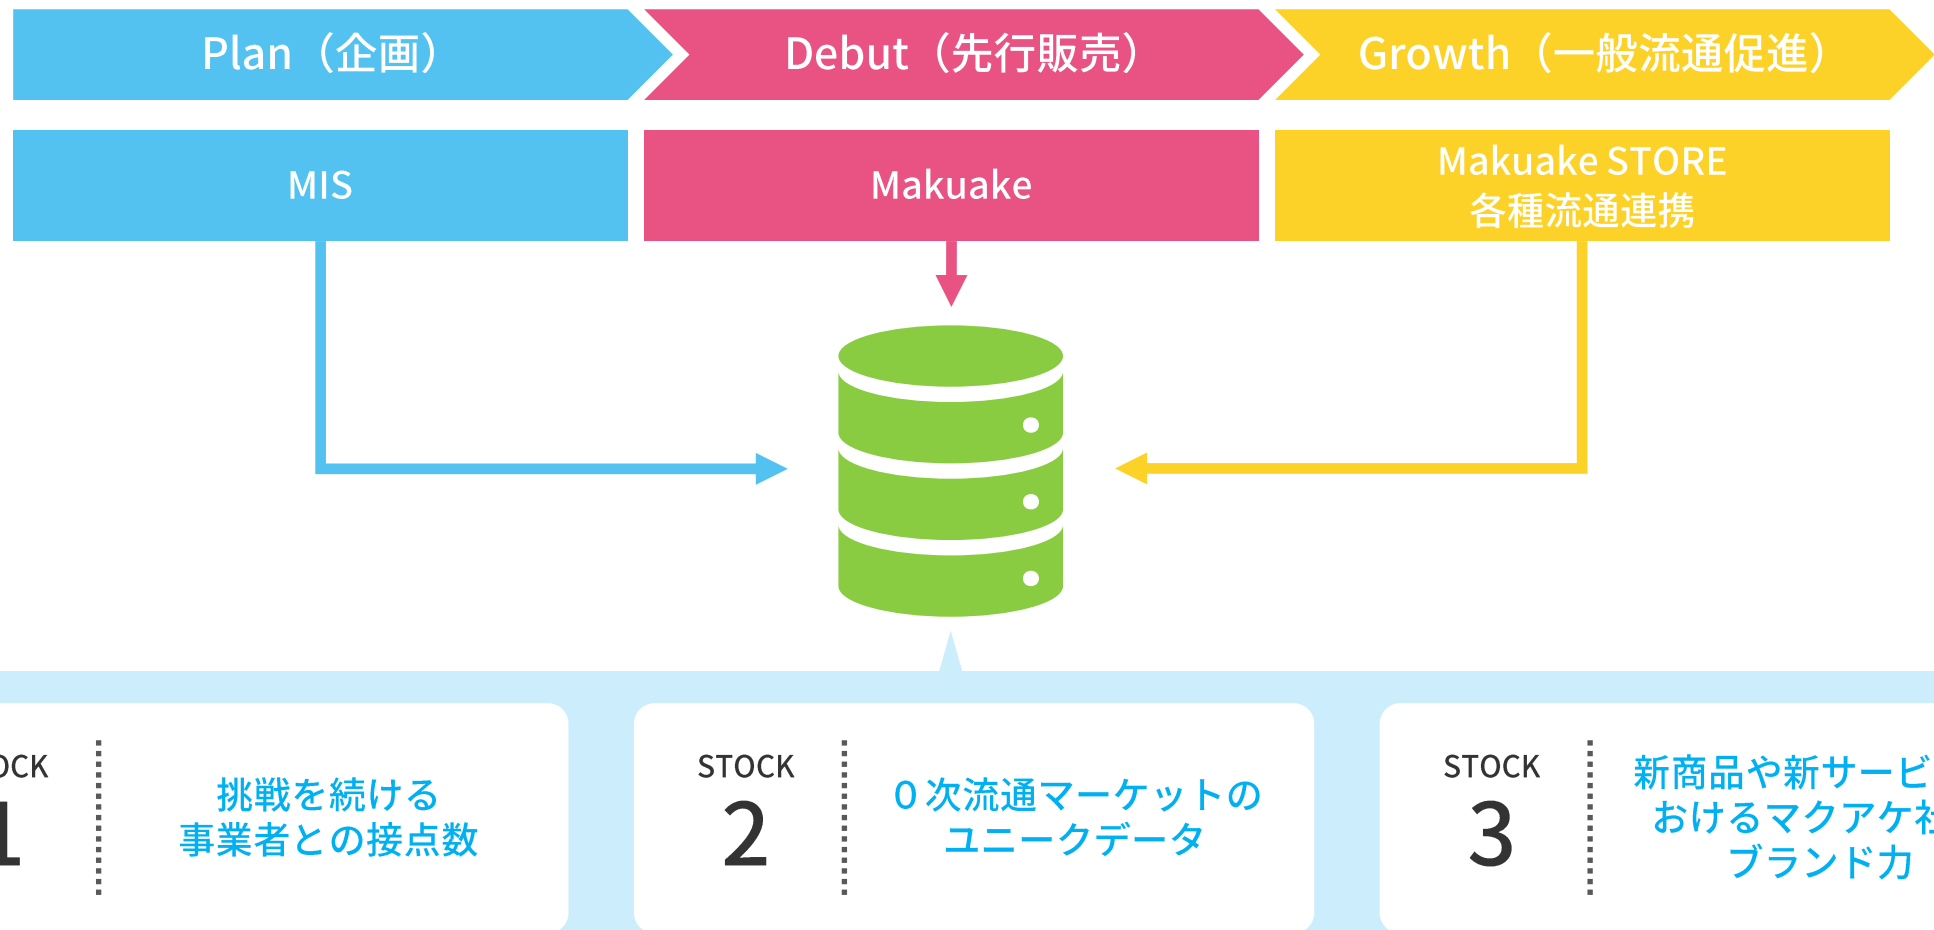 Plan（企画）
Debut（先行販売）
Growth（一般流通促進）
MIS
Makuake
Makuake STORE
各種流通連携
OCK
1
挑戦を続ける
事業者との接点数
STOCK
2
０次流通マーケットの
ユニークデータ
STOCK
3
新商品や新サービ
おけるマクアケ社
ブランド力